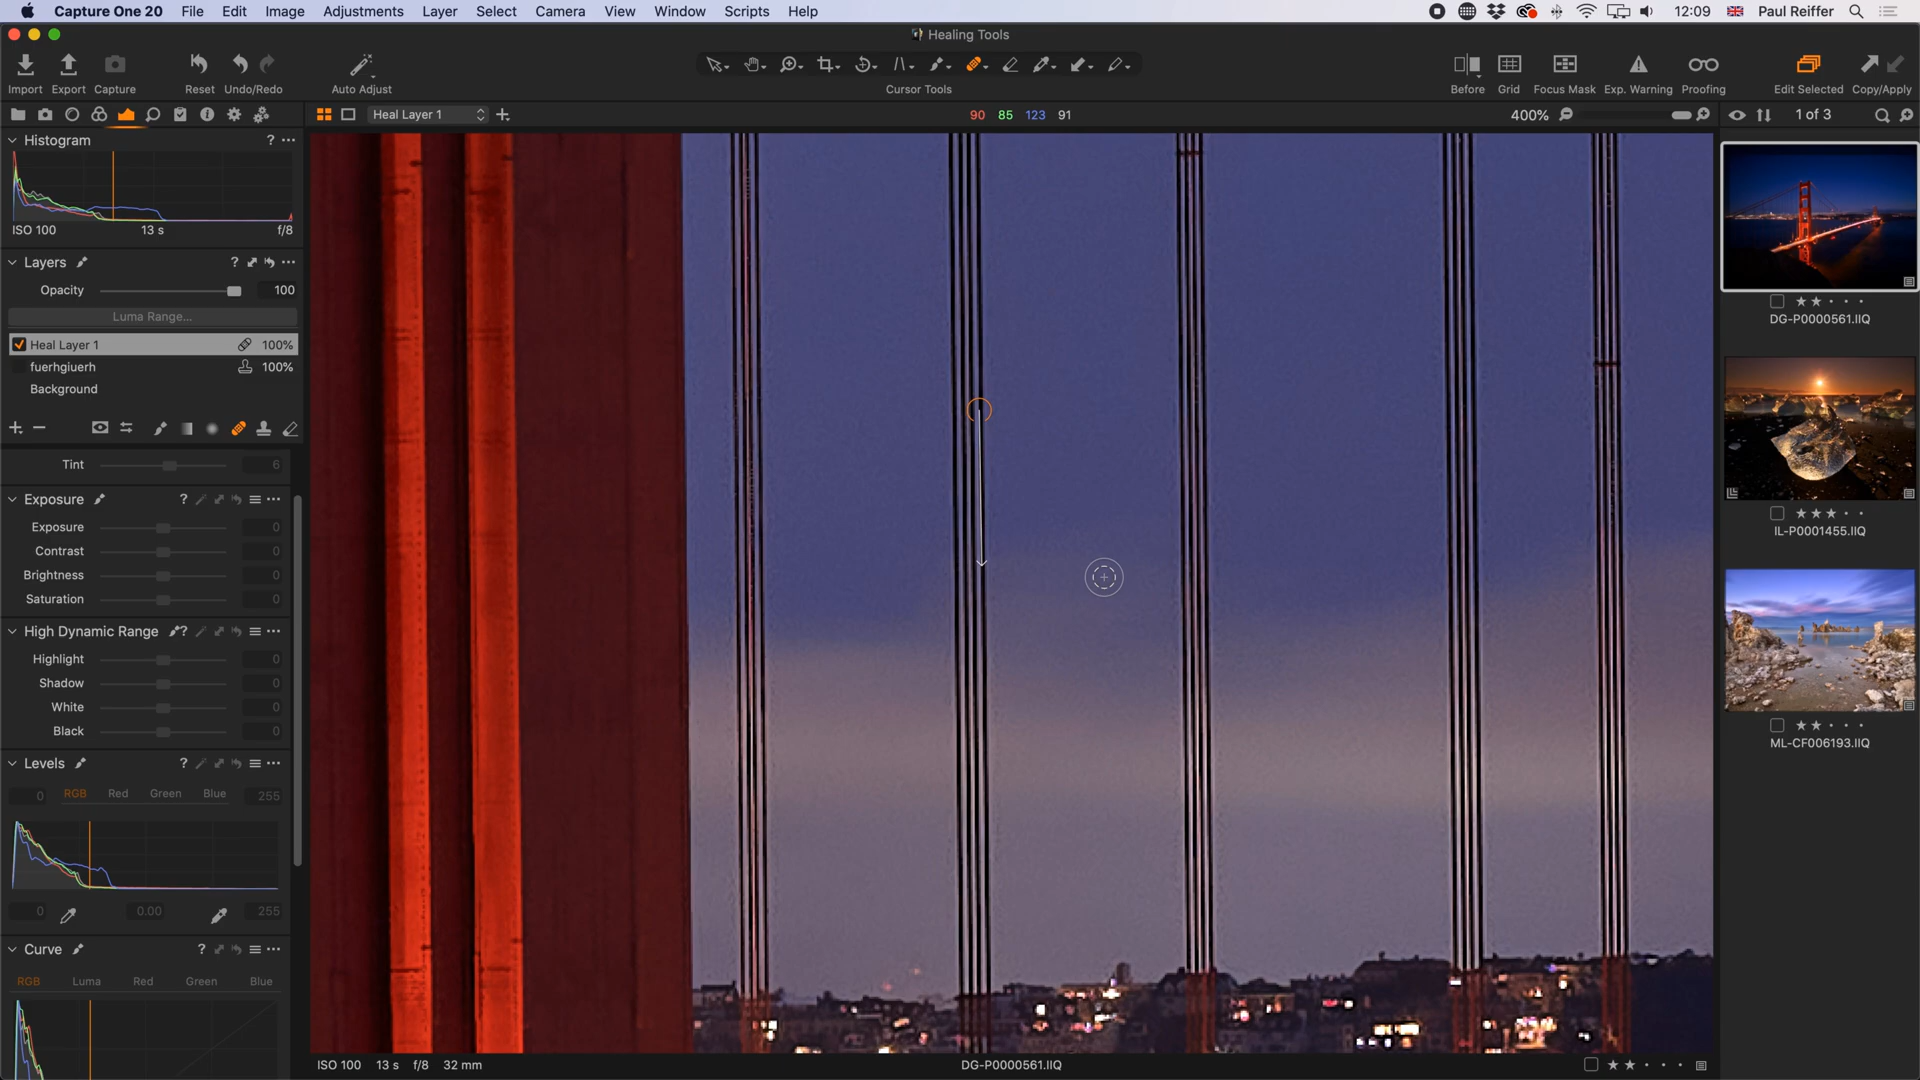 Capture One 20 File Edit Image Adjustments Layer Select Camera View Window Scripts Help 12:09 Paul Reiffer
Healing Tools
Import Export Capture Reset Undo/Redo Auto Adjust Cursor Tools Before Grid Focus Mask Exp. Warning Proofing Edit Selected Copy/Apply
Heal Layer 1 90 85 123 91 400% 1 of 3
Histogram ?
ISO 100 13 s f/8
Layers ?
Opacity 100
Luma Range...
Heal Layer 1 100%
fuerhgiuerh 100%
Background
Tint 6
Exposure ?
Exposure 0
Contrast 0
Brightness 0
Saturation 0
High Dynamic Range ?
Highlight 0
Shadow 0
White 0
Black 0
Levels ?
0 RGB Red Green Blue 255
0 0.00 255
Curve ?
RGB Luma Red Green Blue
ISO 100 13 s f/8 32 mm DG-P0000561.IIQ
DG-P0000561.IIQ
IL-P0001455.IIQ
ML-CF006193.IIQ